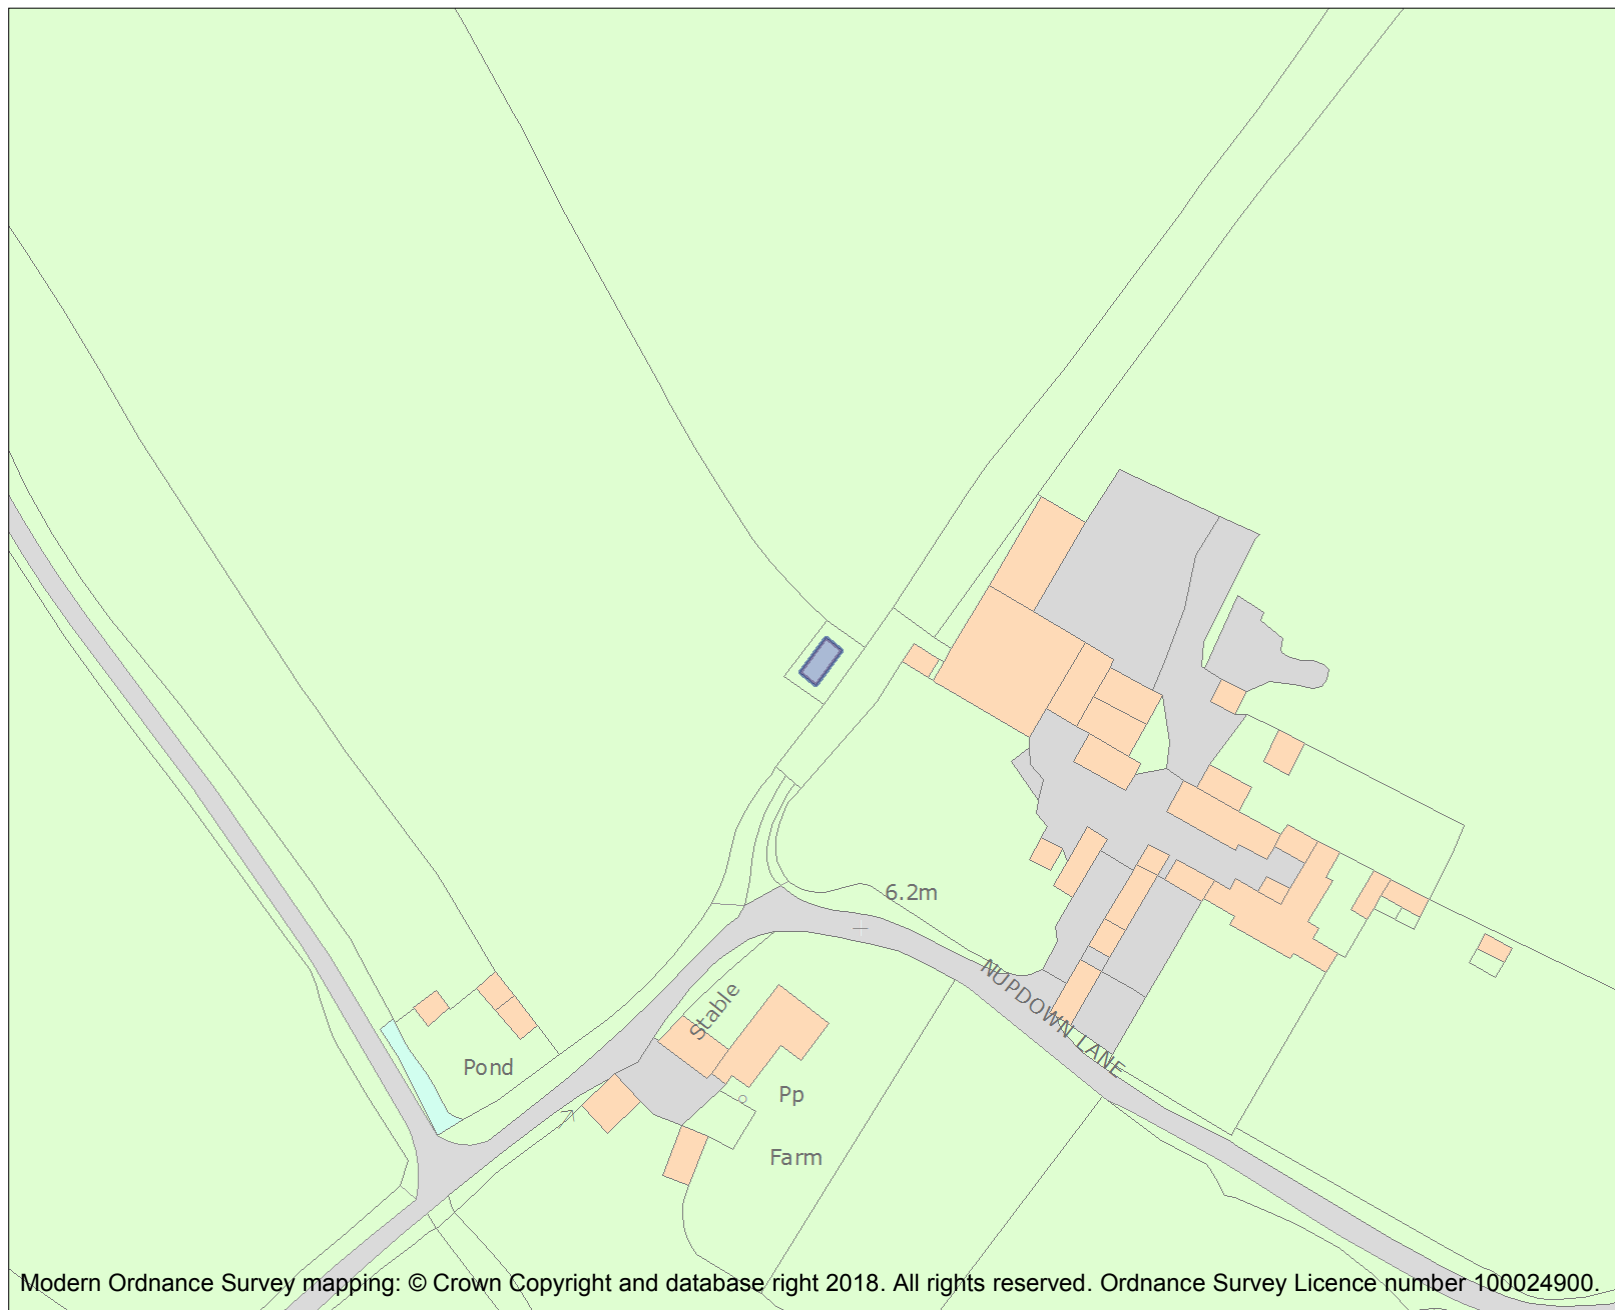 6.2m
NUPDOWN LANE
Stable
Pond
Pp
Farm
Modern Ordnance Survey mapping: © Crown Copyright and database right 2018. All rights reserved. Ordnance Survey Licence number 100024900.